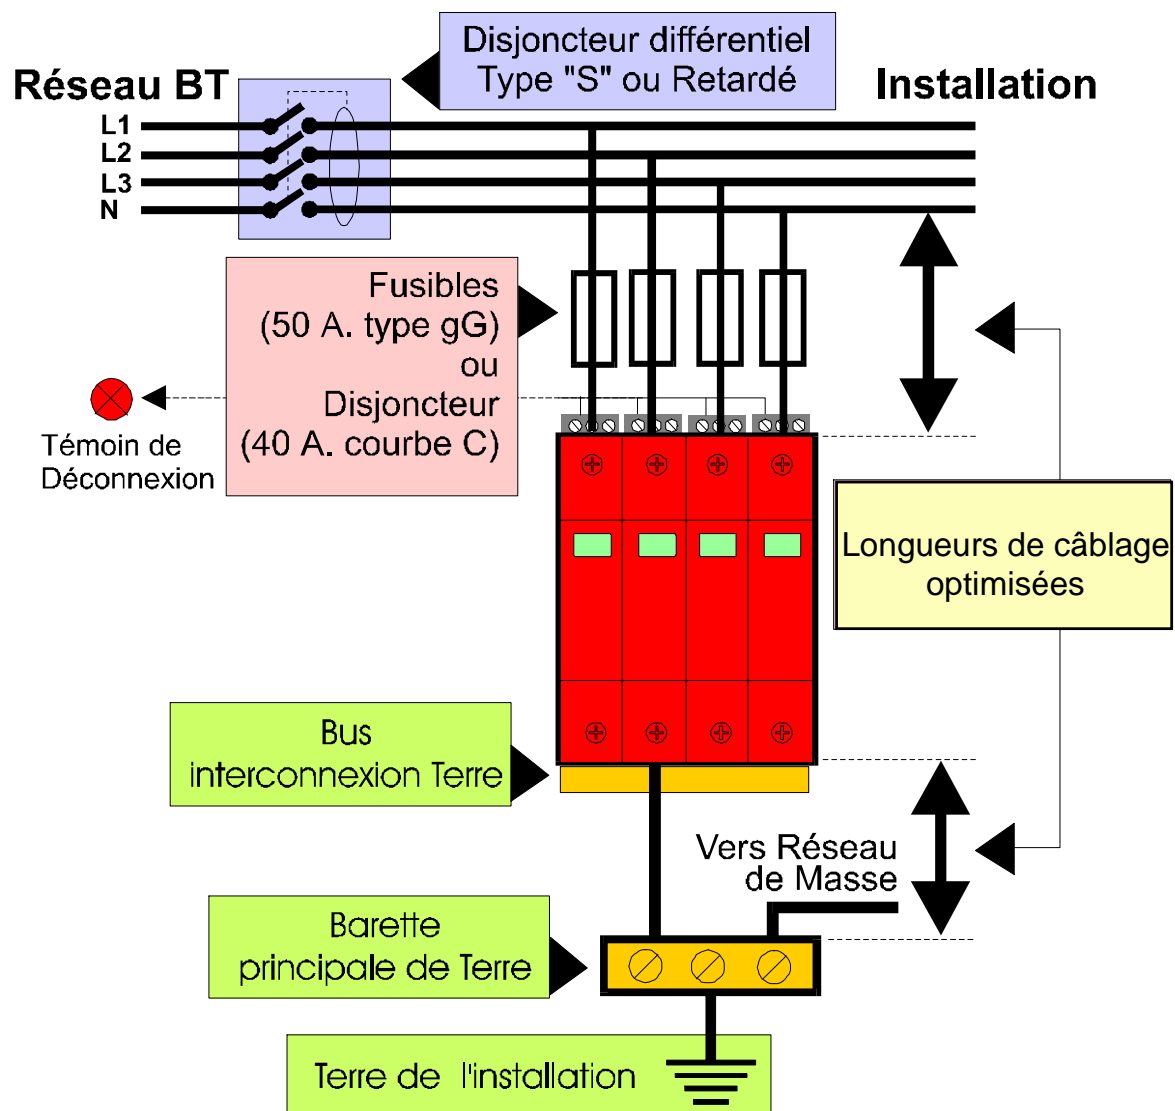 Disjoncteur différentiel
Type "S" ou Retardé
Réseau BT
Installation
L1
L2
L3
N
Fusibles
(50 A. type gG)
ou
Disjoncteur
(40 A. courbe C)
Témoin de
Déconnexion
Longueurs de câblage
optimisées
Bus
interconnexion Terre
Vers Réseau
de Masse
Barette
principale de Terre
Terre de l'installation